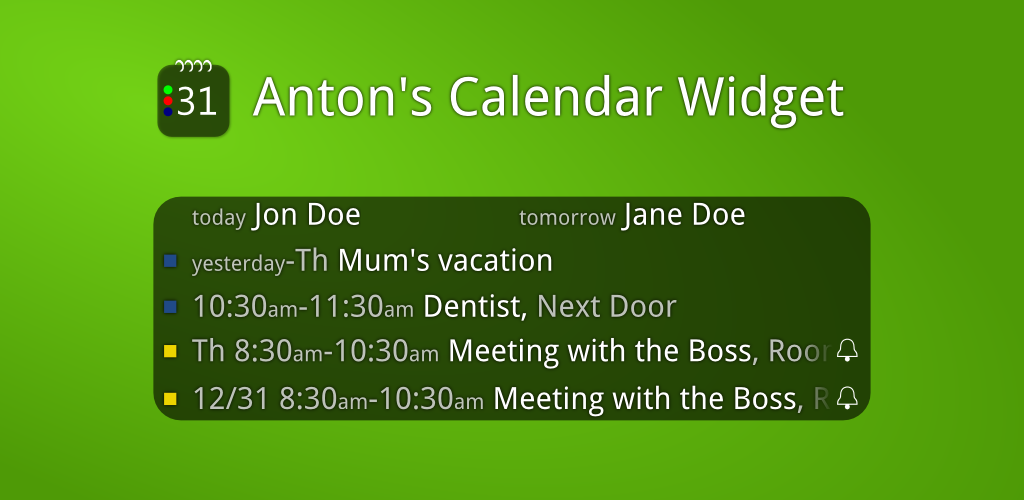 31 Anton's Calendar Widget
today Jon Doe tomorrow Jane Doe
yesterday-Th Mum's vacation
10:30am-11:30am Dentist, Next Door
Th 8:30am-10:30am Meeting with the Boss,
12/31 8:30am-10:30am Meeting with the Boss, R